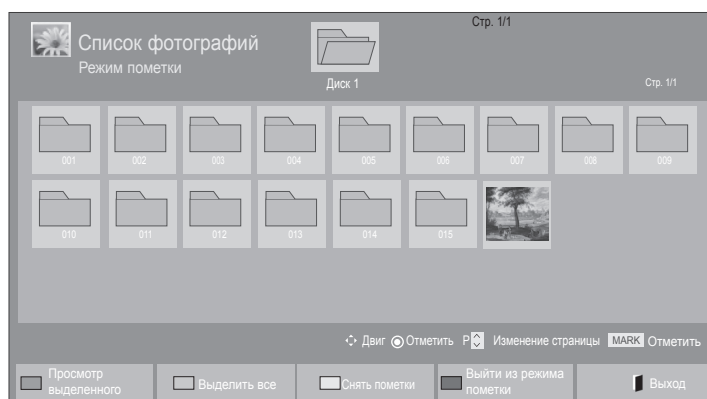 Стр. 1/1
Список фотографий
Режим пометки
Диск 1
Стр. 1/1
001 002 003 004 005 006 007 008 009
010 011 012 013 014 015
Двиг Отметить P Изменение страницы MARK Отметить
Просмотр
выделенного
Выделить все
Снять пометки
Выйти из режима
пометки
Выход